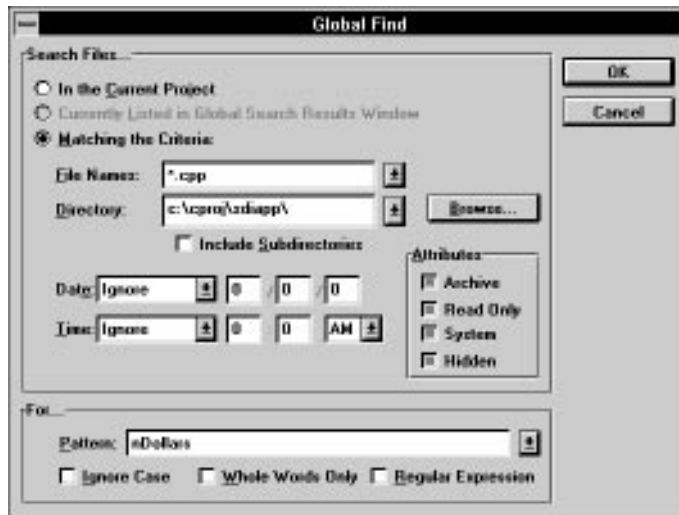 Global Find
Search Files...
In the Current Project
Currently Listed in Global Search Results Window
Matching the Criteria:
File Names: *.cpp
Directory: c:\cproj\sdiapp\ Browse...
Include Subdirectories
Date: Ignore 0 /0 /0
Time: Ignore 0 0 AM
Attributes
Archive
Read Only
System
Hidden
OK
Cancel
For...
Pattern: nDollars
Ignore Case Whole Words Only Regular Expression